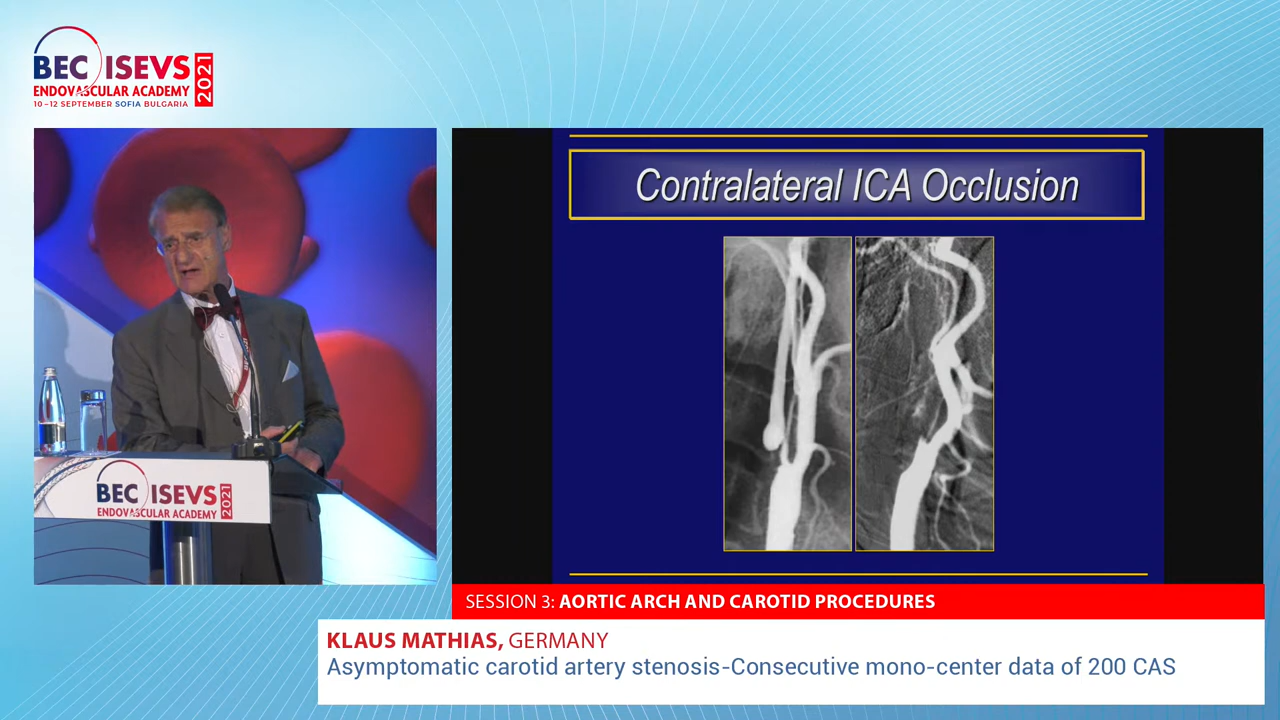 BEC ISEVS 2021
ENDOVASCULAR ACADEMY
10–12 SEPTEMBER SOFIA BULGARIA
Contralateral ICA Occlusion
BEC ISEVS 2021
ENDOVASCULAR ACADEMY
SESSION 3: AORTIC ARCH AND CAROTID PROCEDURES
KLAUS MATHIAS, GERMANY
Asymptomatic carotid artery stenosis-Consecutive mono-center data of 200 CAS